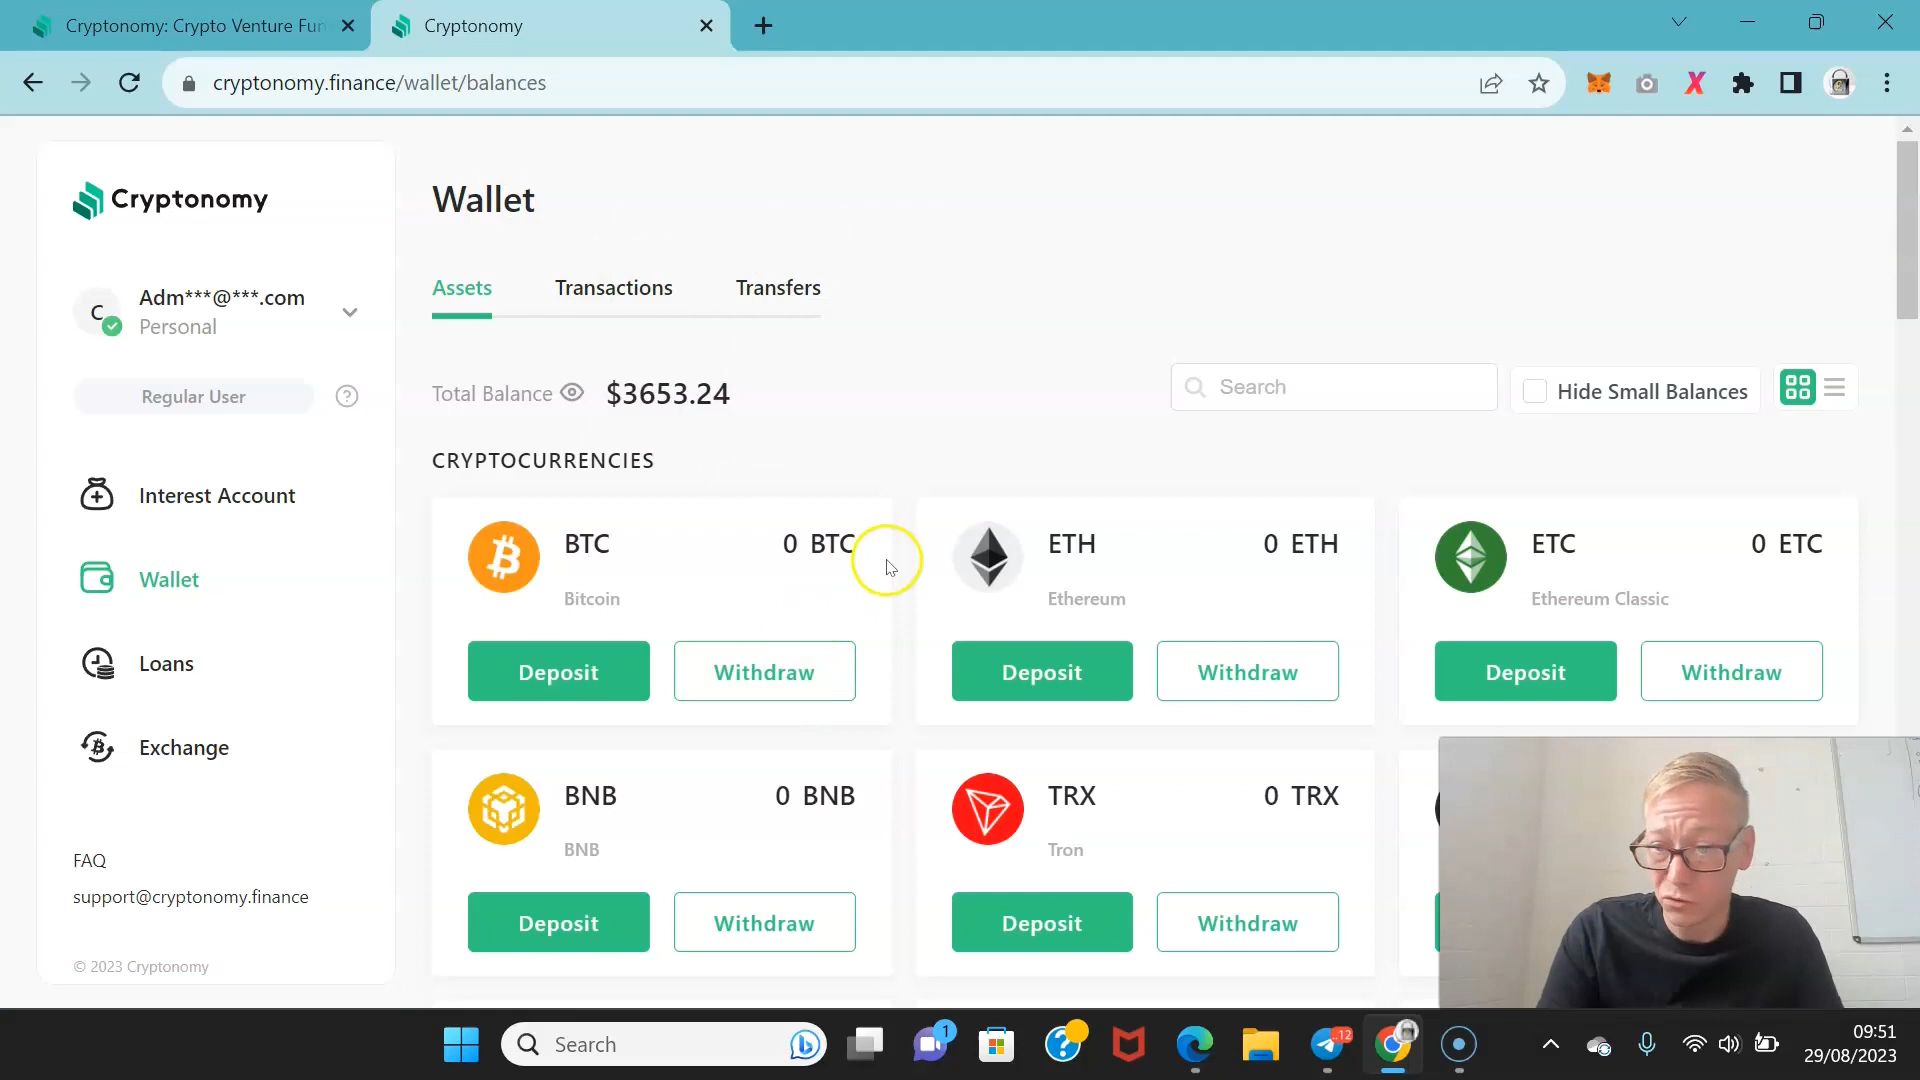 Cryptonomy: Crypto Venture Fun
Cryptonomy
cryptonomy.finance/wallet/balances
Cryptonomy
C
Adm***@***.com
Personal
Regular User
?
Interest Account
Wallet
Loans
Exchange
FAQ
support@cryptonomy.finance
© 2023 Cryptonomy
Wallet
Assets Transactions Transfers
Total Balance $3653.24
Search
Hide Small Balances
CRYPTOCURRENCIES
BTC 0 BTC
Bitcoin
Deposit Withdraw
ETH 0 ETH
Ethereum
Deposit Withdraw
ETC 0 ETC
Ethereum Classic
Deposit Withdraw
BNB 0 BNB
BNB
Deposit Withdraw
TRX 0 TRX
Tron
Deposit Withdraw
Search
1
12
09:51
29/08/2023